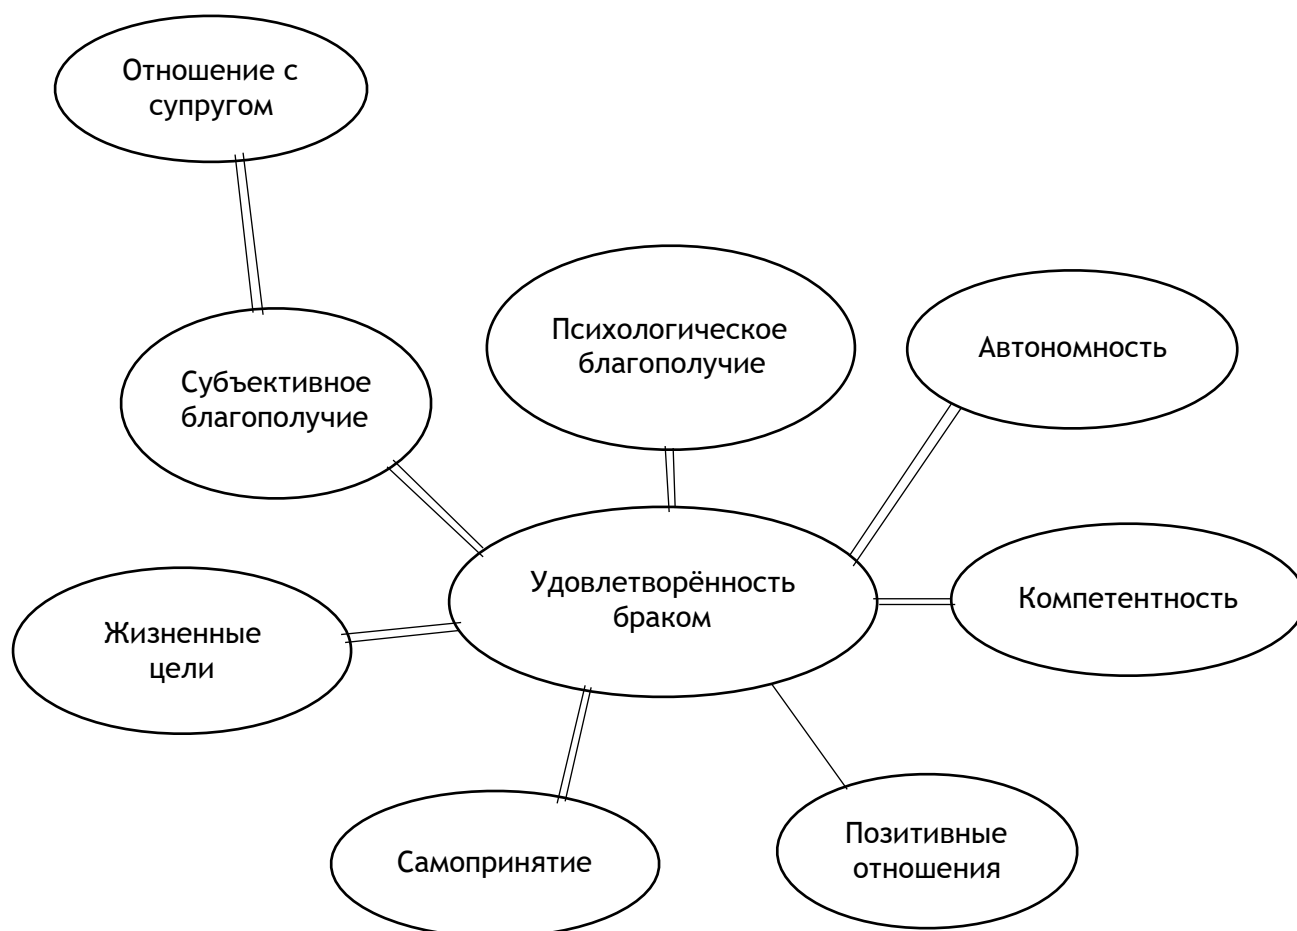 Отношение с
супругом
Психологическое
благополучие
Автономность
Субъективное
благополучие
Удовлетворённость
браком
Компетентность
Жизненные
цели
Самопринятие
Позитивные
отношения